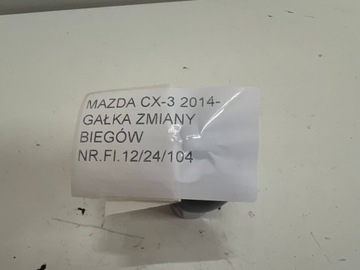 MAZDA CX-3 2014-
GAŁKA ZMIANY
BIEGÓW
NR.FI.12/24/104